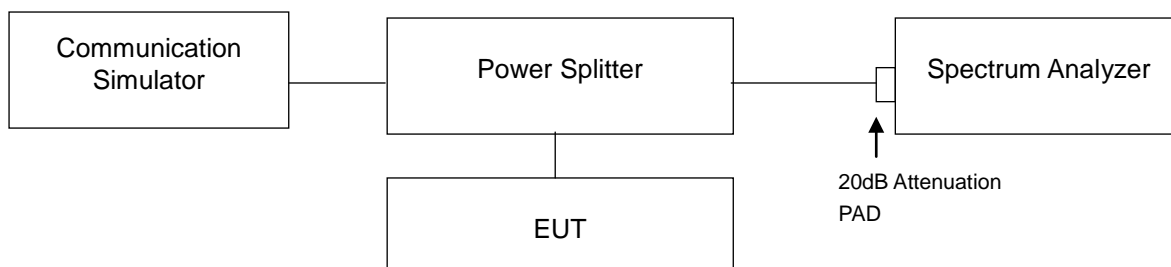 Communication
Simulator
Power Splitter
Spectrum Analyzer
20dB Attenuation
PAD
EUT